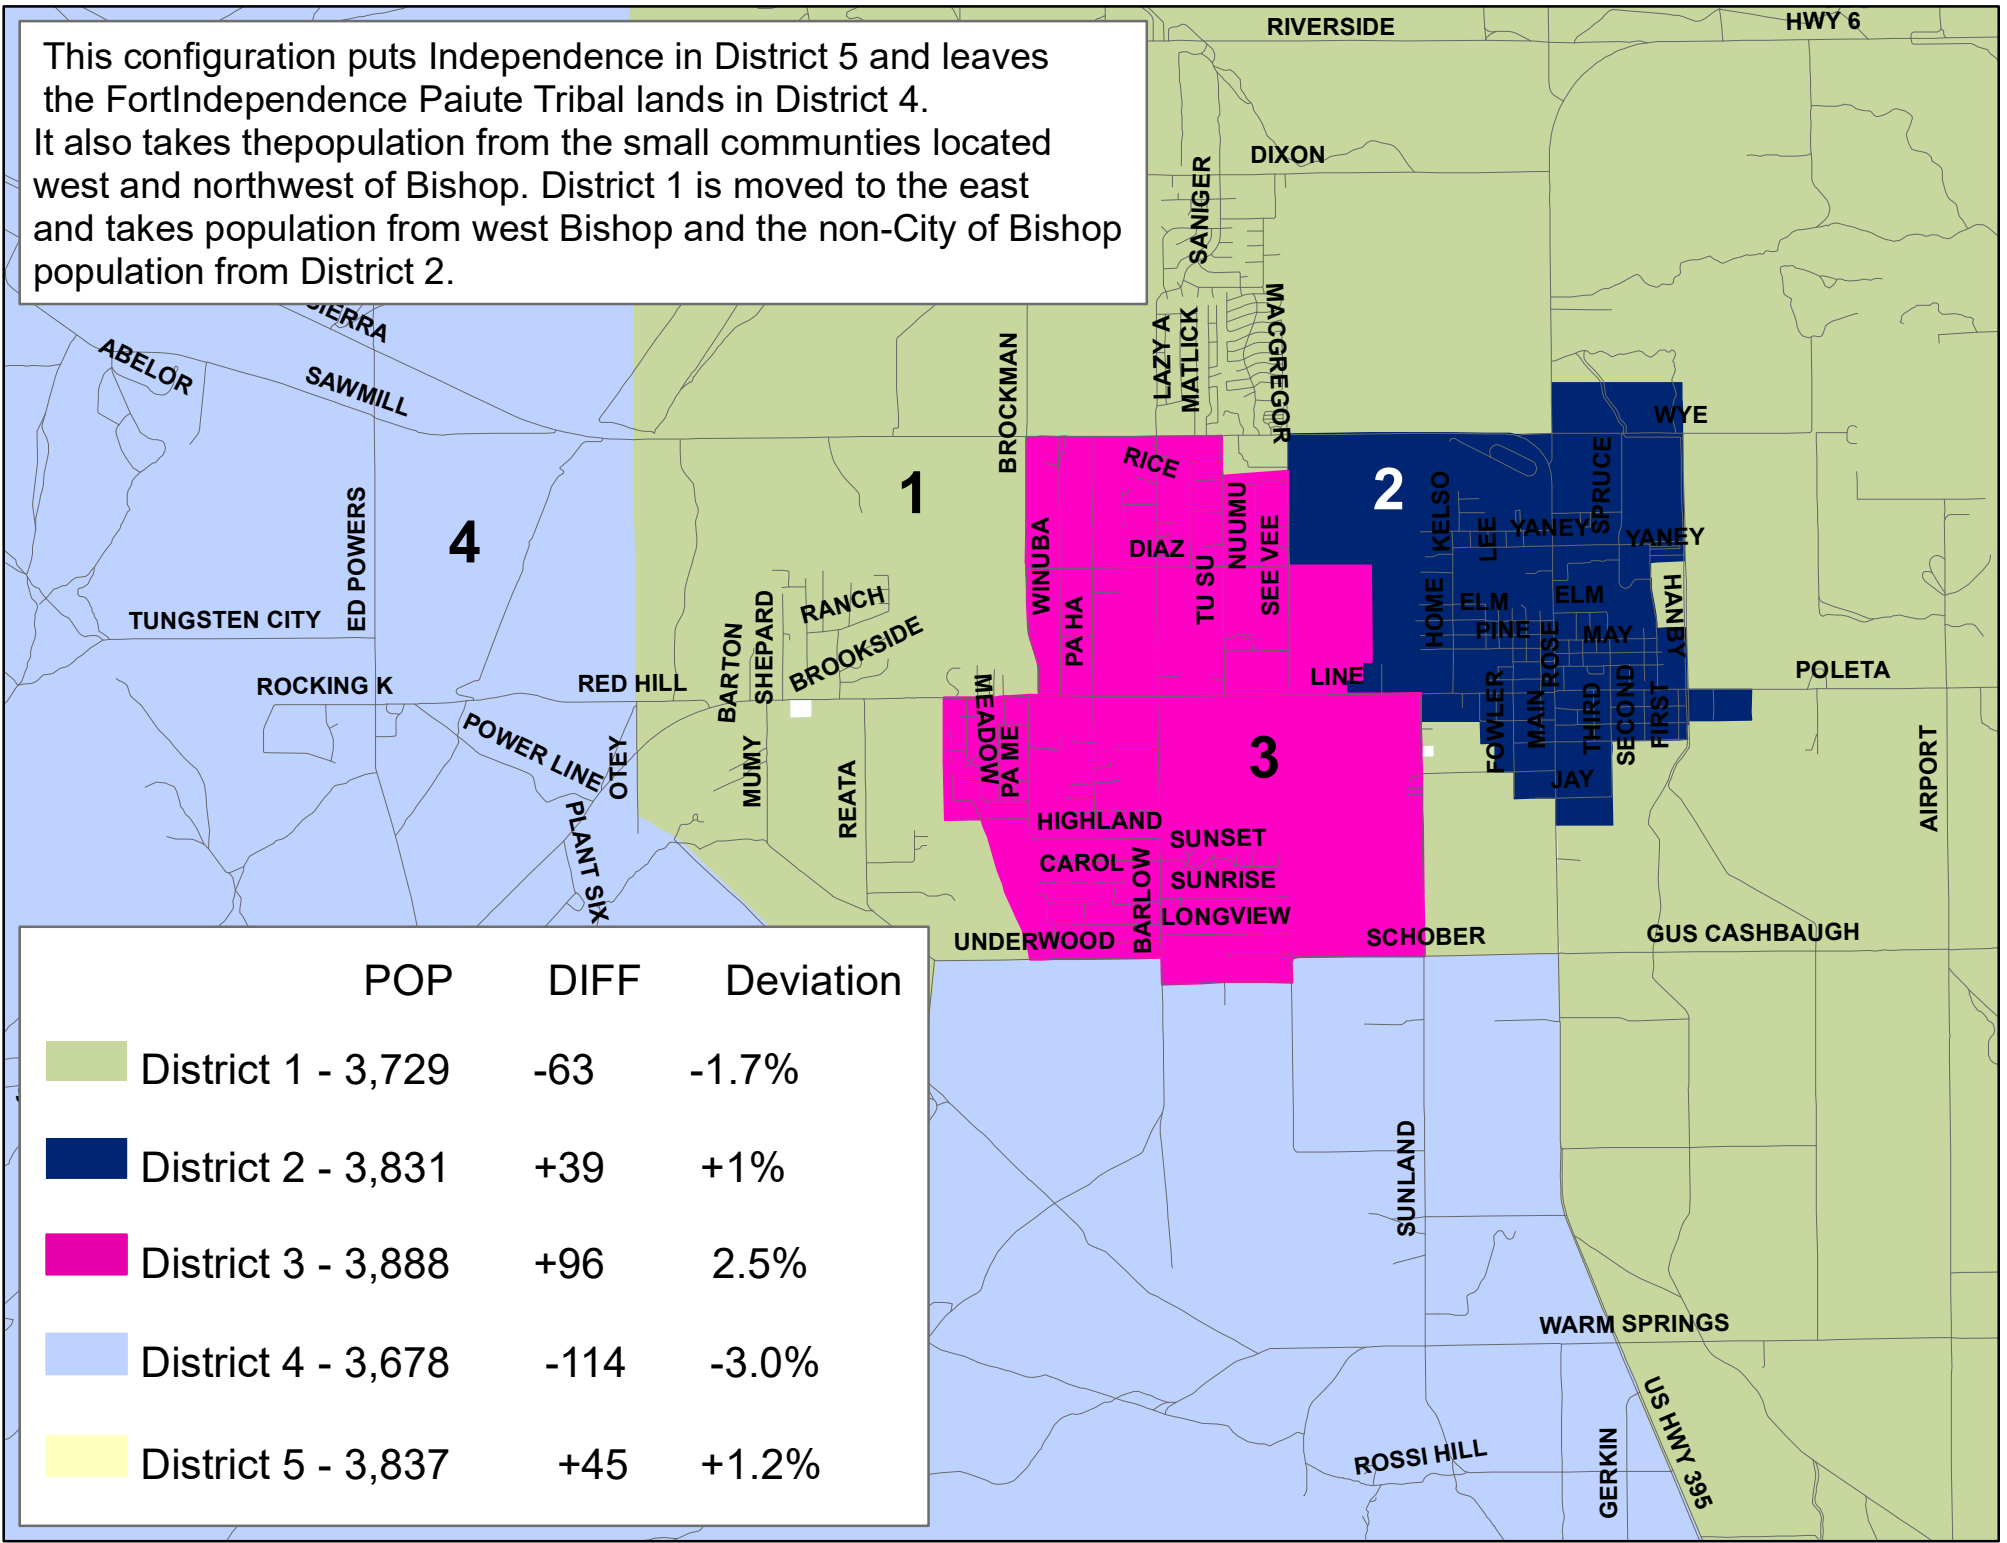 This configuration puts Independence in District 5 and leaves
the FortIndependence Paiute Tribal lands in District 4.
It also takes thepopulation from the small communties located
west and northwest of Bishop. District 1 is moved to the east
and takes population from west Bishop and the non-City of Bishop
population from District 2.
RIVERSIDE
HWY 6
DIXON
SANIGER
SIERRA
ABELOR
SAWMILL
BROCKMAN
LAZY A
MATLICK
MACGREGOR
WYE
1
2
4
RICE
ED POWERS
WINUBA
DIAZ
TU SU
NUUMU
SEE VEE
KELSO
LEE
YANEY
SPRUCE
YANEY
TUNGSTEN CITY
BARTON
SHEPARD
RANCH
BROOKSIDE
PA HA
HOME
ELM
ELM
PINE
ROSE
MAY
HANBY
ROCKING K
RED HILL
LINE
POLETA
POWER LINE
OTEY
MUMY
REATA
MEADOW
PA ME
3
FOWLER
MAIN
THIRD
SECOND
FIRST
JAY
AIRPORT
PLANT SIX
HIGHLAND
SUNSET
CAROL
BARLOW
SUNRISE
LONGVIEW
UNDERWOOD
SCHOBER
GUS CASHBAUGH
POP DIFF Deviation
District 1 - 3,729 -63 -1.7%
District 2 - 3,831 +39 +1%
District 3 - 3,888 +96 2.5%
District 4 - 3,678 -114 -3.0%
District 5 - 3,837 +45 +1.2%
SUNLAND
WARM SPRINGS
ROSSI HILL
GERKIN
US HWY 395